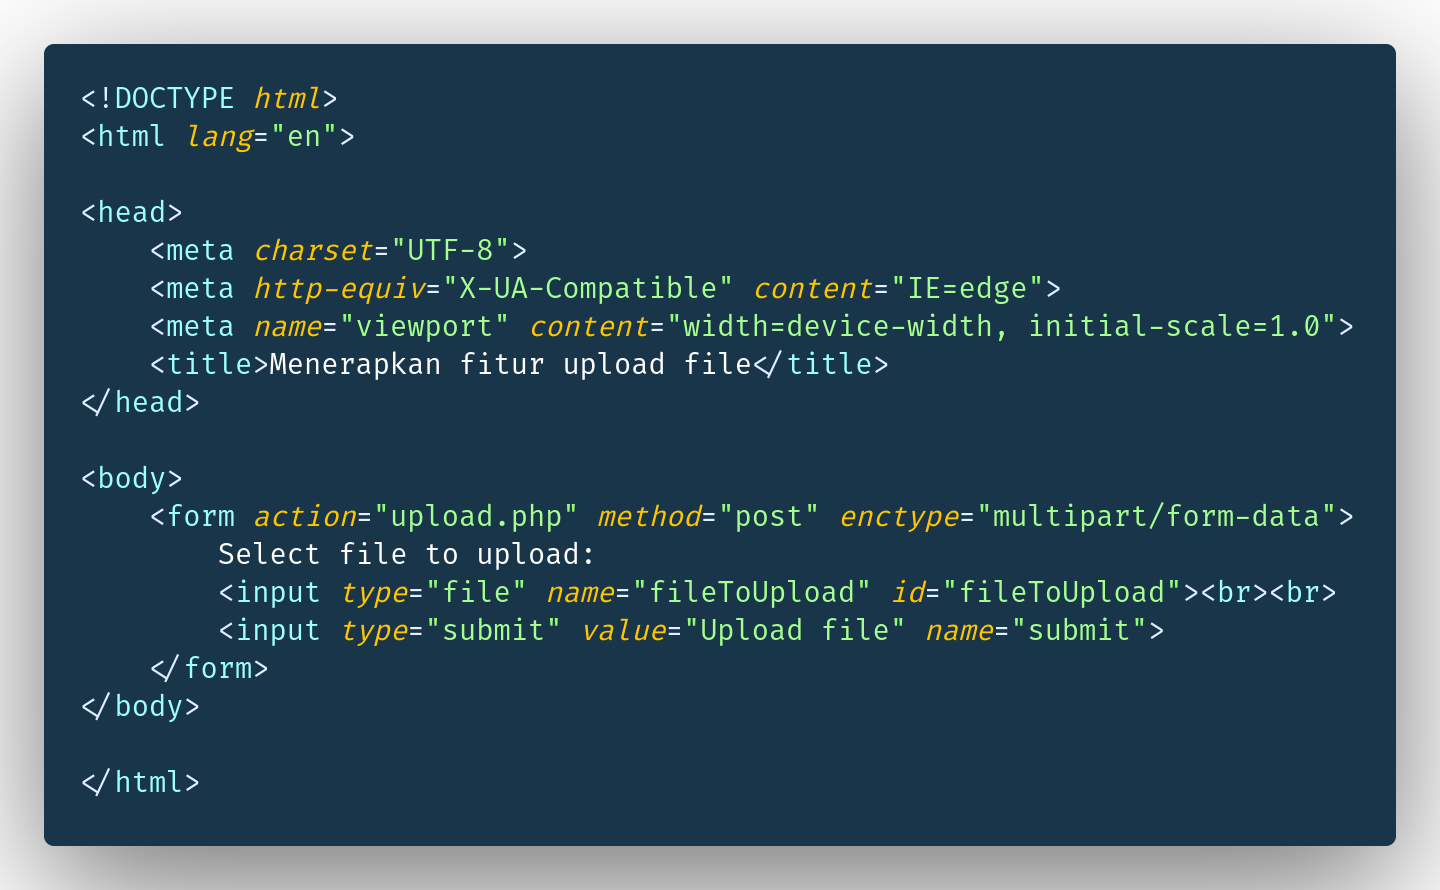 <!DOCTYPE html>
<html lang="en">
<head>
<meta charset="UTF-8">
<meta http-equiv="X-UA-Compatible" content="IE=edge">
<meta name="viewport" content="width=device-width, initial-scale=1.0">
<title>Menerapkan fitur upload file</title>
</head>
<body>
<form action="upload.php" method="post" enctype="multipart/form-data">
Select file to upload:
<input type="file" name="fileToUpload" id="fileToUpload"><br><br>
<input type="submit" value="Upload file" name="submit">
</form>
</body>
</html>